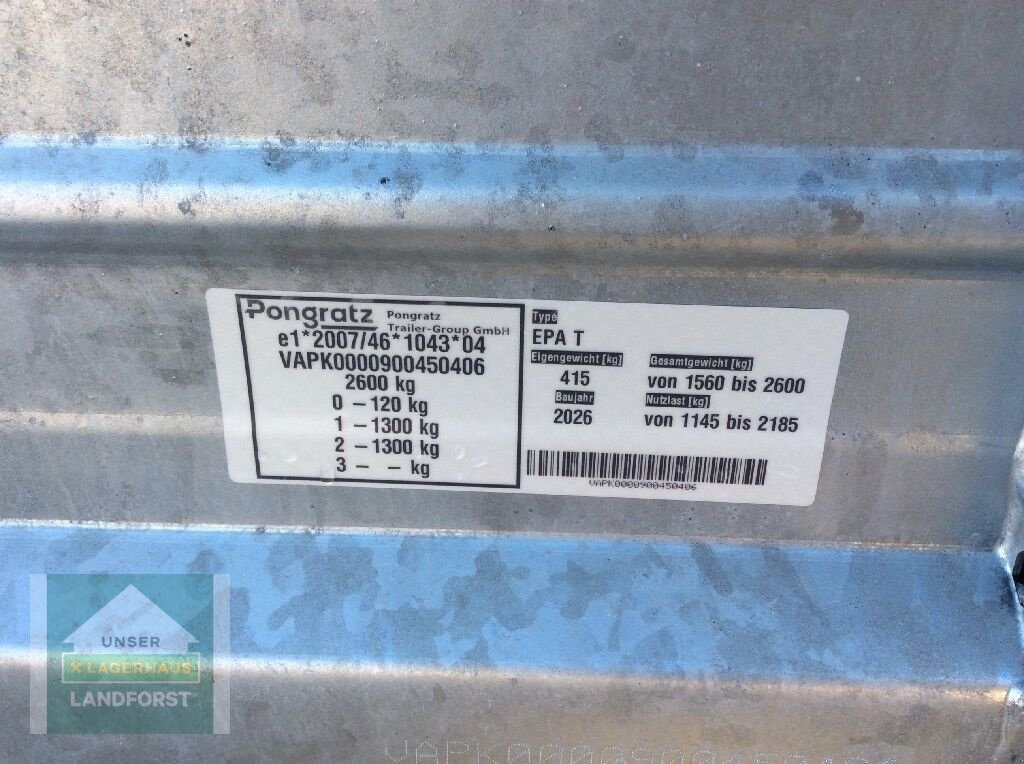 Pongratz Pongratz
Trailer-Group GmbH
e1*2007/46*1043*04
VAPK0000900450406
2600 kg
0 – 120 kg
1 – 1300 kg
2 – 1300 kg
3 – – kg
Type
EPA T
Eigengewicht [kg] Gesamtgewicht [kg]
415 von 1560 bis 2600
Baujahr Nutzlast [kg]
2026 von 1145 bis 2185
VAPK0000900450406
UNSER
X LAGERHAUS
LANDFORST
VAPK0000900450406